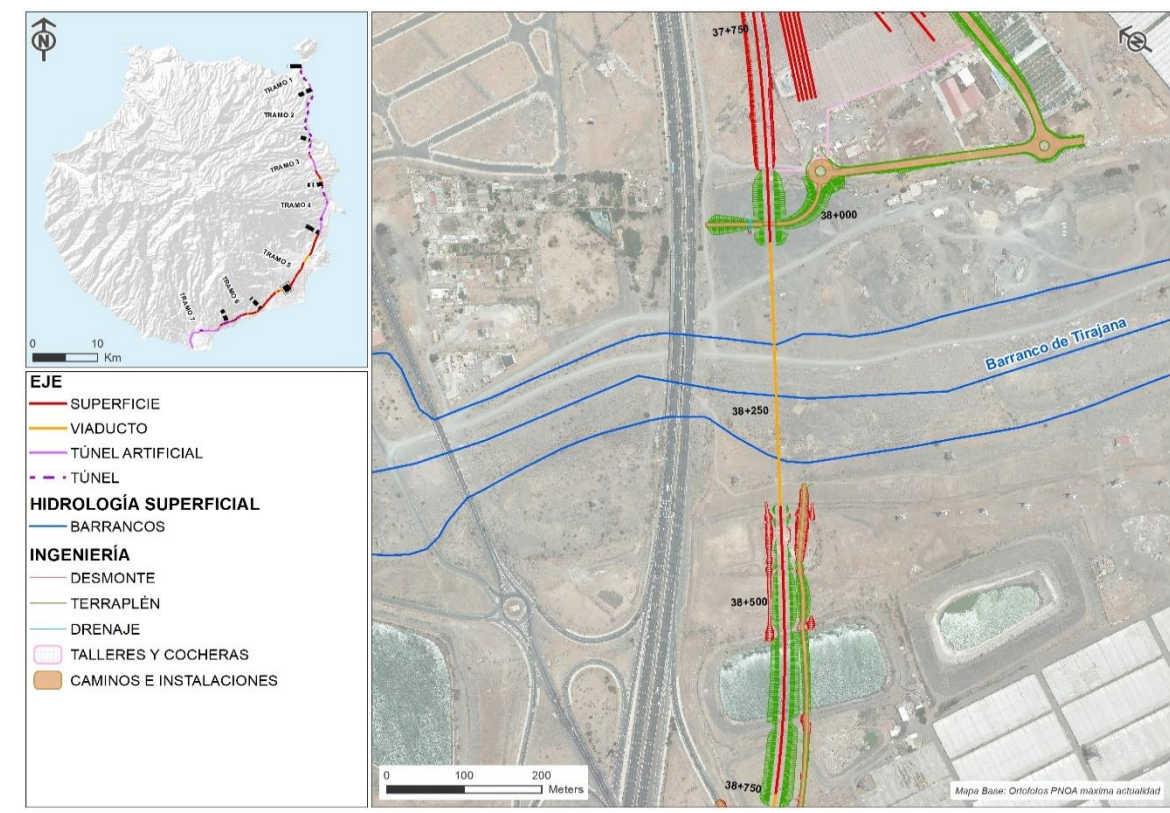 N
TRAMO 1
TRAMO 2
TRAMO 3
TRAMO 4
TRAMO 5
TRAMO 6
TRAMO 7
0 10
Km
EJE
SUPERFICIE
VIADUCTO
TÚNEL ARTIFICIAL
TÚNEL
HIDROLOGÍA SUPERFICIAL
BARRANCOS
INGENIERÍA
DESMONTE
TERRAPLÉN
DRENAJE
TALLERES Y COCHERAS
CAMINOS E INSTALACIONES
37+750
N
38+000
Barranco de Tirajana
38+250
38+500
38+750
0 100 200
Meters
Mapa Base: Ortofotos PNOA máxima actualidad